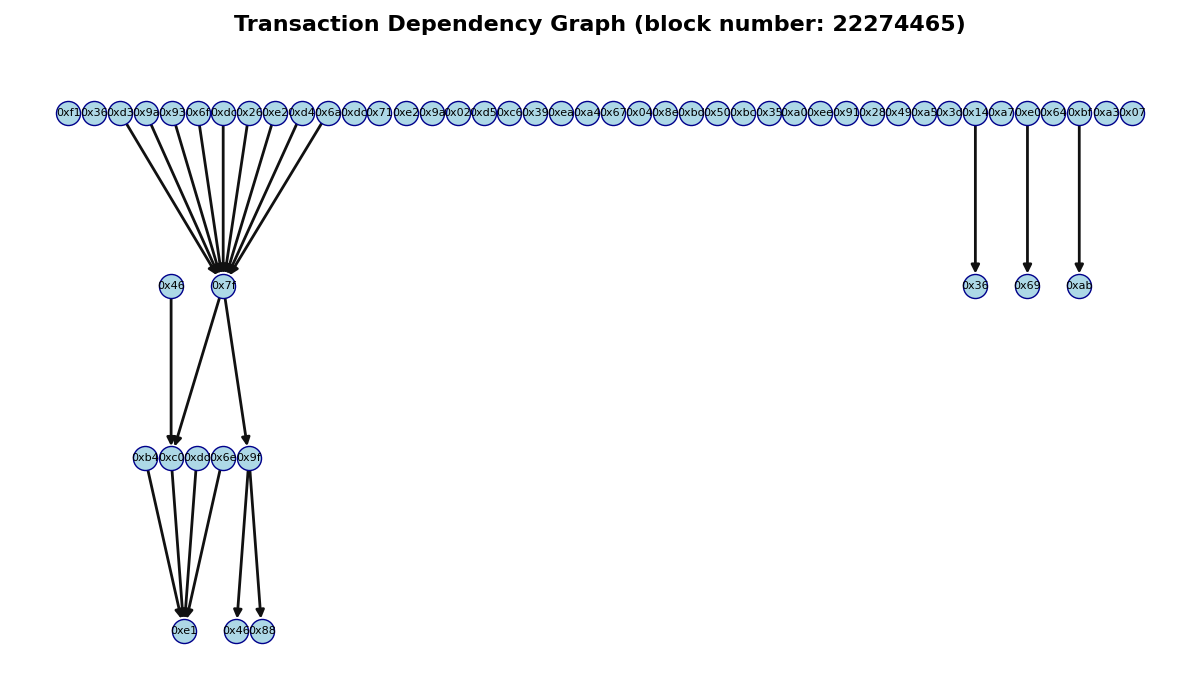 Transaction Dependency Graph (block number: 22274465)
0xf1 0x36 0xd3 0x9a 0x93 0x6f 0xdc 0x26 0xe2 0xd4 0x6a 0xdc 0x71 0xe2 0x9a 0x02 0xd5 0xc6 0x39 0xea 0xa4 0x67 0x04 0x8e 0xbd 0x50 0xbc 0x35 0xa0 0xee 0x91 0x28 0x49 0xa5 0x3d 0x14 0xa7 0xe0 0x64 0xbf 0xa3 0x07
0x46 0x7f 0x36 0x69 0xab
0xb4 0xc0 0xdd 0x6e 0x9f
0xe1 0x46 0x88